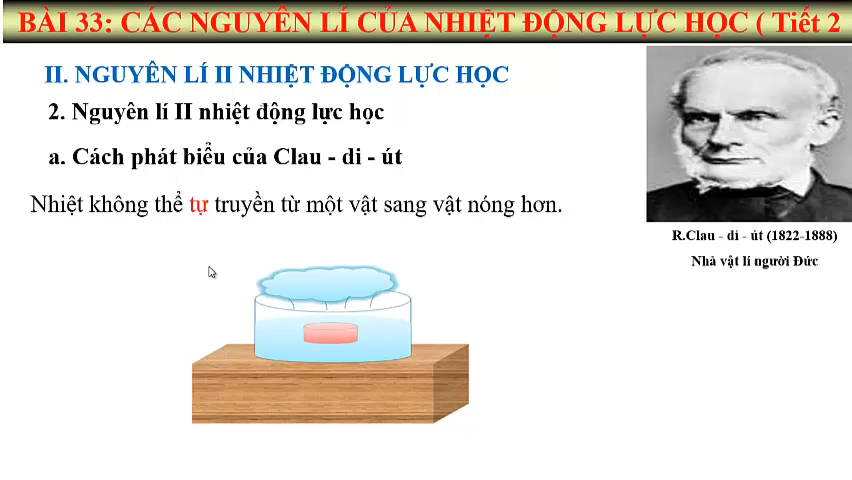 BÀI 33: CÁC NGUYÊN LÍ CỦA NHIỆT ĐỘNG LỰC HỌC ( Tiết 2
II. NGUYÊN LÍ II NHIỆT ĐỘNG LỰC HỌC
2. Nguyên lí II nhiệt động lực học
a. Cách phát biểu của Clau - di - út
Nhiệt không thể tự truyền từ một vật sang vật nóng hơn.
R.Clau - di - út (1822-1888)
Nhà vật lí người Đức